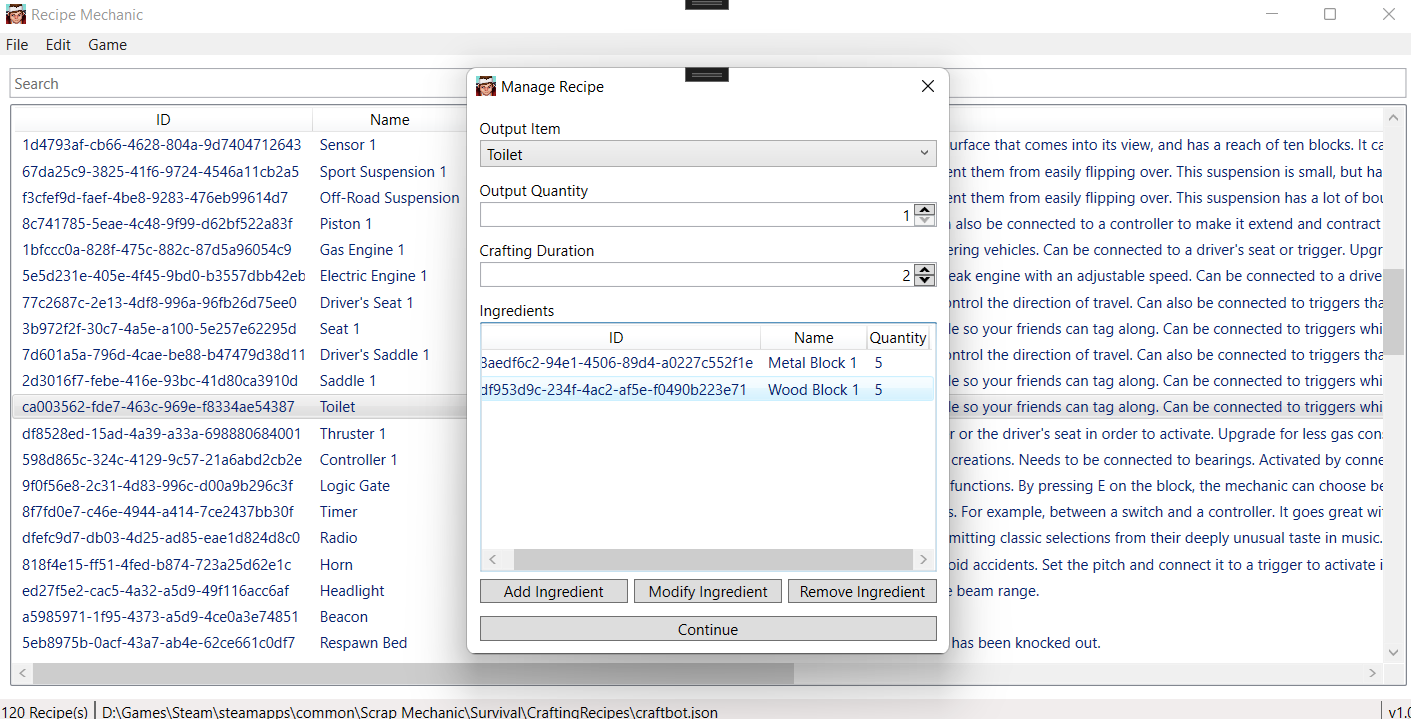 Recipe Mechanic
File Edit Game
Search
ID Name
1d4793af-cb66-4628-804a-9d7404712643 Sensor 1 urface that comes into its view, and has a reach of ten blocks. It ca
67da25c9-3825-41f6-9724-4546a11cb2a5 Sport Suspension 1 ent them from easily flipping over. This suspension is small, but ha
f3cfef9d-faef-4be8-9283-476eb99614d7 Off-Road Suspension ent them from easily flipping over. This suspension has a lot of bou
8c741785-5eae-4c48-9f99-d62bf522a83f Piston 1 also be connected to a controller to make it extend and contract
1bfccc0a-828f-475c-882c-87d5a96054c9 Gas Engine 1 ering vehicles. Can be connected to a driver's seat or trigger. Upgr
5e5d231e-405e-4f45-9bd0-b3557dbb42eb Electric Engine 1 eak engine with an adjustable speed. Can be connected to a drive
77c2687c-2e13-4df8-996a-96fb26d75ee0 Driver's Seat 1 ontrol the direction of travel. Can also be connected to triggers tha
3b972f2f-30c7-4a5e-a100-5e257e62295d Seat 1 le so your friends can tag along. Can be connected to triggers whi
7d601a5a-796d-4cae-be88-b47479d38d11 Driver's Saddle 1 ontrol the direction of travel. Can also be connected to triggers tha
2d3016f7-febe-416e-93bc-41d80ca3910d Saddle 1 le so your friends can tag along. Can be connected to triggers whi
ca003562-fde7-463c-969e-f8334ae54387 Toilet le so your friends can tag along. Can be connected to triggers whi
df8528ed-15ad-4a39-a33a-698880684001 Thruster 1 r or the driver's seat in order to activate. Upgrade for less gas con
598d865c-324c-4129-9c57-21a6abd2cb2e Controller 1 creations. Needs to be connected to bearings. Activated by conne
9f0f56e8-2c31-4d83-996c-d00a9b296c3f Logic Gate functions. By pressing E on the block, the mechanic can choose be
8f7fd0e7-c46e-4944-a414-7ce2437bb30f Timer s. For example, between a switch and a controller. It goes great wi
dfefc9d7-db03-4d25-ad85-eae1d824d8c0 Radio mitting classic selections from their deeply unusual taste in music.
818f4e15-ff51-4fed-b874-723a25d62e1c Horn oid accidents. Set the pitch and connect it to a trigger to activate i
ed27f5e2-cac5-4a32-a5d9-49f116acc6af Headlight e beam range.
a5985971-1f95-4373-a5d9-4ce0a3e74851 Beacon
5eb8975b-0acf-43a7-ab4e-62ce661c0df7 Respawn Bed has been knocked out.
Manage Recipe
Output Item
Toilet
Output Quantity
1
Crafting Duration
2
Ingredients
ID Name Quantity
8aedf6c2-94e1-4506-89d4-a0227c552f1e Metal Block 1 5
df953d9c-234f-4ac2-af5e-f0490b223e71 Wood Block 1 5
Add Ingredient Modify Ingredient Remove Ingredient
Continue
120 Recipe(s) D:\Games\Steam\steamapps\common\Scrap Mechanic\Survival\CraftingRecipes\craftbot.json v1.0